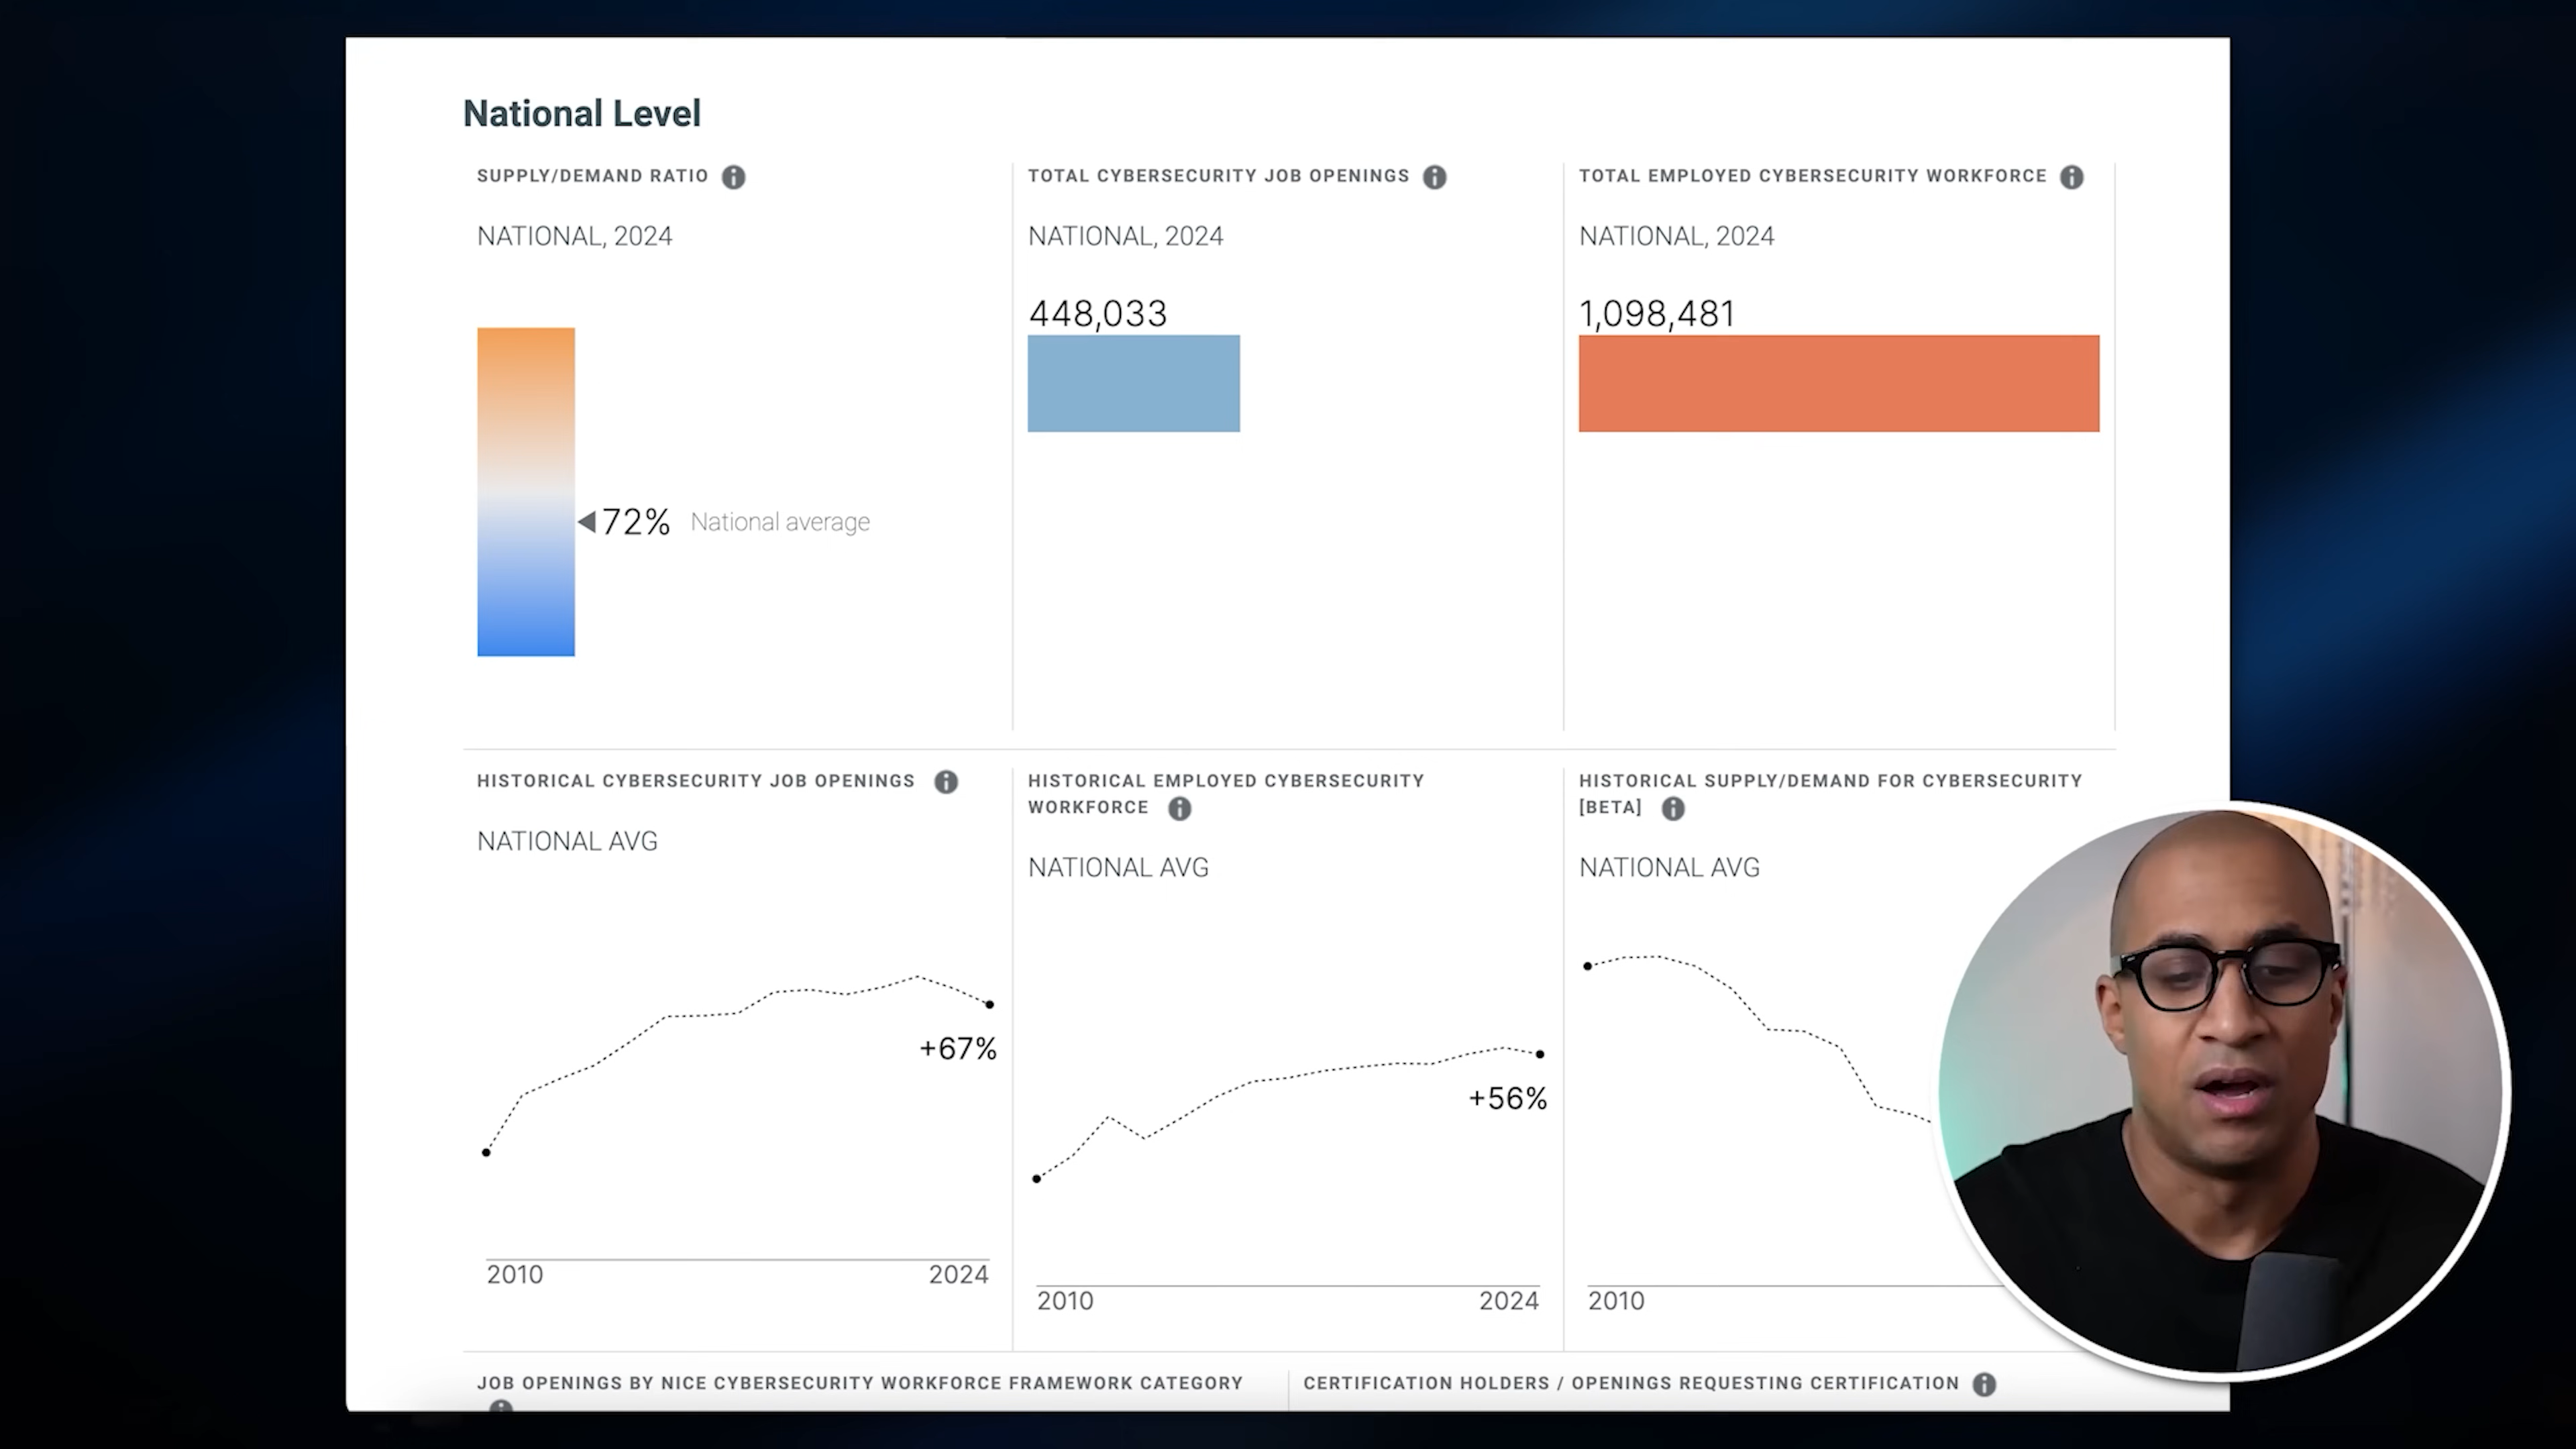 National Level
SUPPLY/DEMAND RATIO
NATIONAL, 2024
72% National average
TOTAL CYBERSECURITY JOB OPENINGS
NATIONAL, 2024
448,033
TOTAL EMPLOYED CYBERSECURITY WORKFORCE
NATIONAL, 2024
1,098,481
HISTORICAL CYBERSECURITY JOB OPENINGS
NATIONAL AVG
+67%
2010 2024
HISTORICAL EMPLOYED CYBERSECURITY
WORKFORCE
NATIONAL AVG
+56%
2010 2024
HISTORICAL SUPPLY/DEMAND FOR CYBERSECURITY
[BETA]
NATIONAL AVG
2010
JOB OPENINGS BY NICE CYBERSECURITY WORKFORCE FRAMEWORK CATEGORY
CERTIFICATION HOLDERS / OPENINGS REQUESTING CERTIFICATION